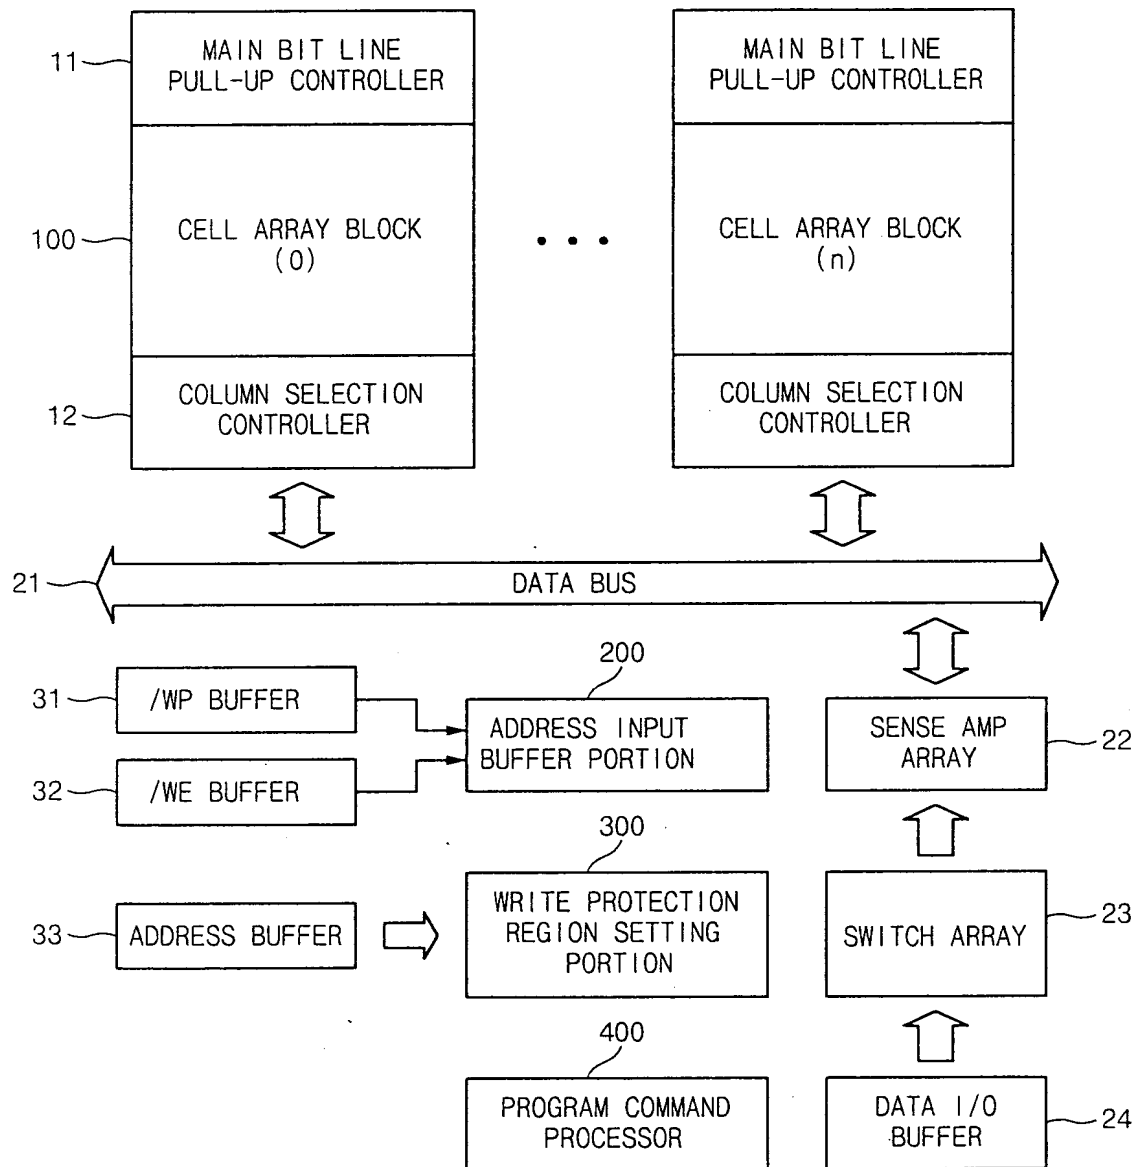 MAIN BIT LINE
PULL-UP CONTROLLER
MAIN BIT LINE
PULL-UP CONTROLLER
11
CELL ARRAY BLOCK
(0)
CELL ARRAY BLOCK
(n)
100
• • •
COLUMN SELECTION
CONTROLLER
COLUMN SELECTION
CONTROLLER
12
21
DATA BUS
200
31
/WP BUFFER
ADDRESS INPUT
BUFFER PORTION
SENSE AMP
ARRAY
22
32
/WE BUFFER
300
33
ADDRESS BUFFER
WRITE PROTECTION
REGION SETTING
PORTION
SWITCH ARRAY
23
400
PROGRAM COMMAND
PROCESSOR
DATA I/O
BUFFER
24